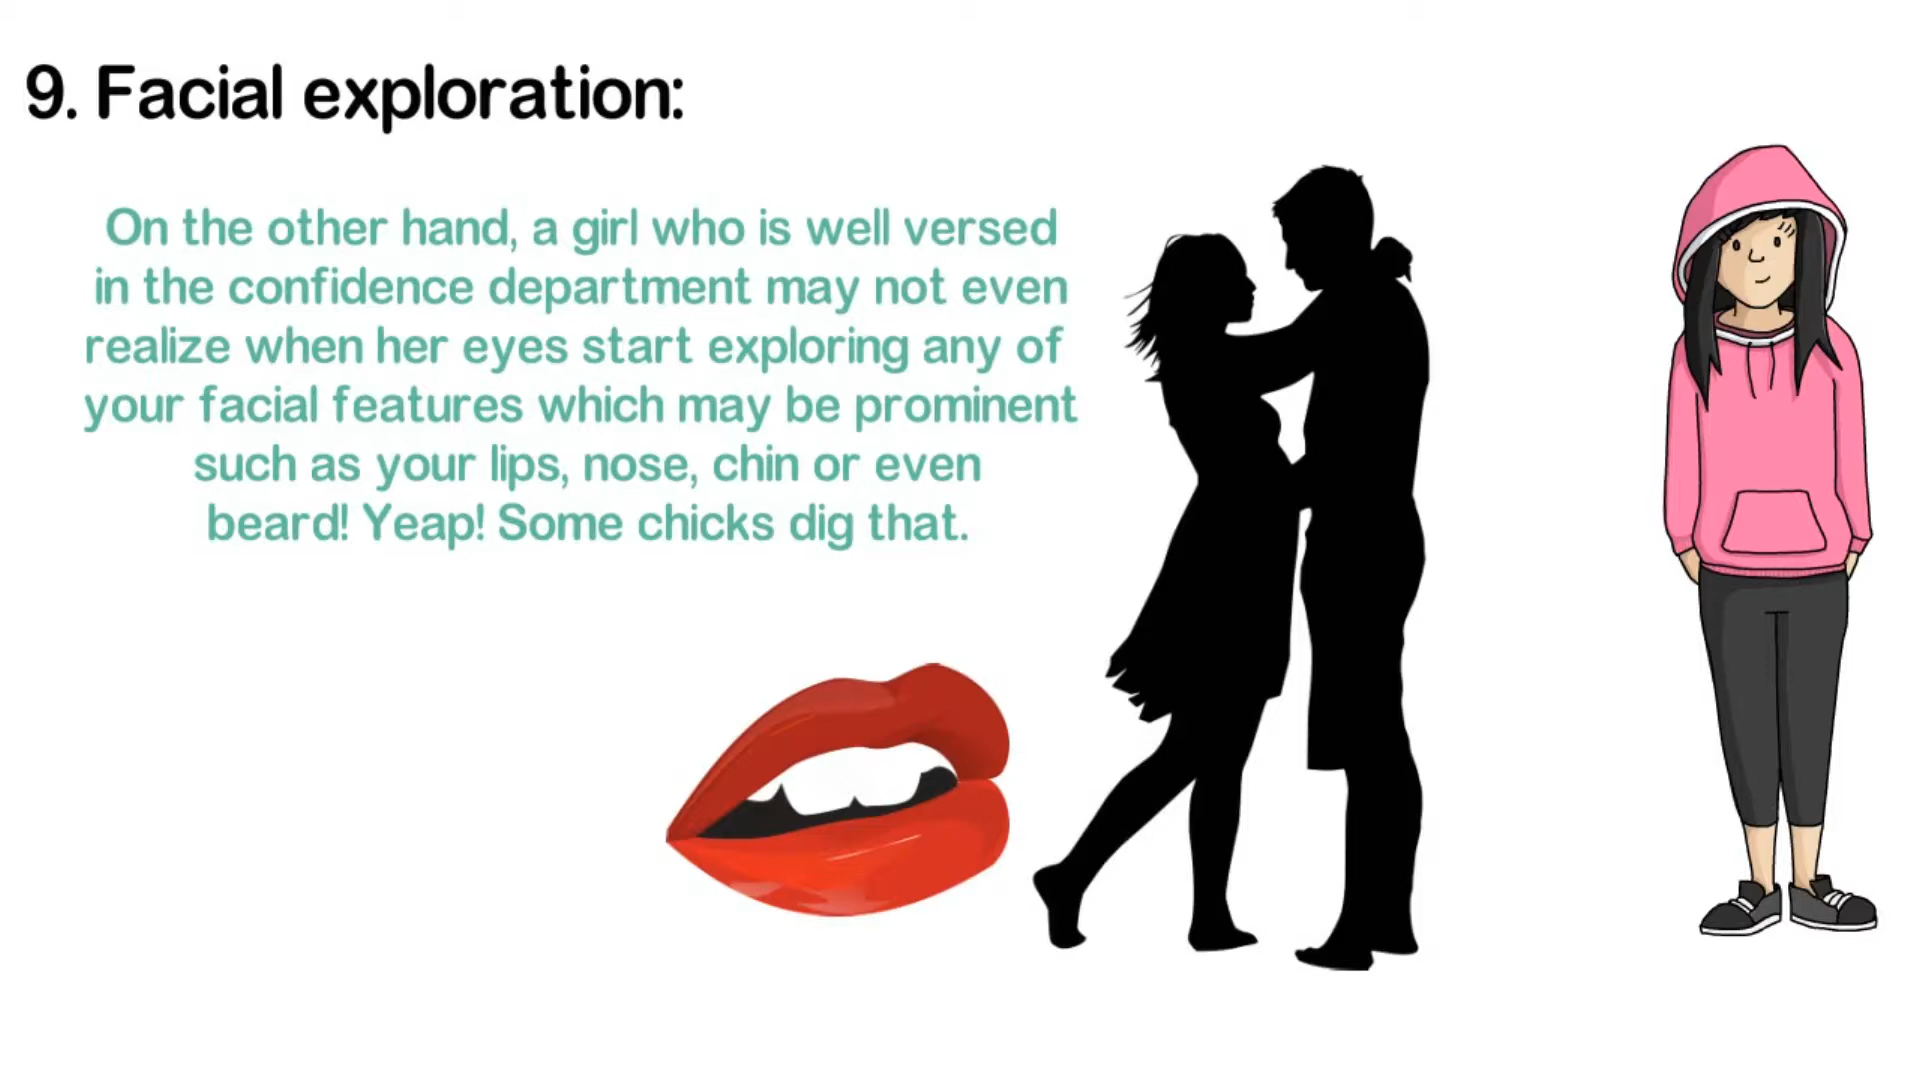 9. Facial exploration:
On the other hand, a girl who is well versed
in the confidence department may not even
realize when her eyes start exploring any of
your facial features which may be prominent
such as your lips, nose, chin or even
beard! Yeap! Some chicks dig that.